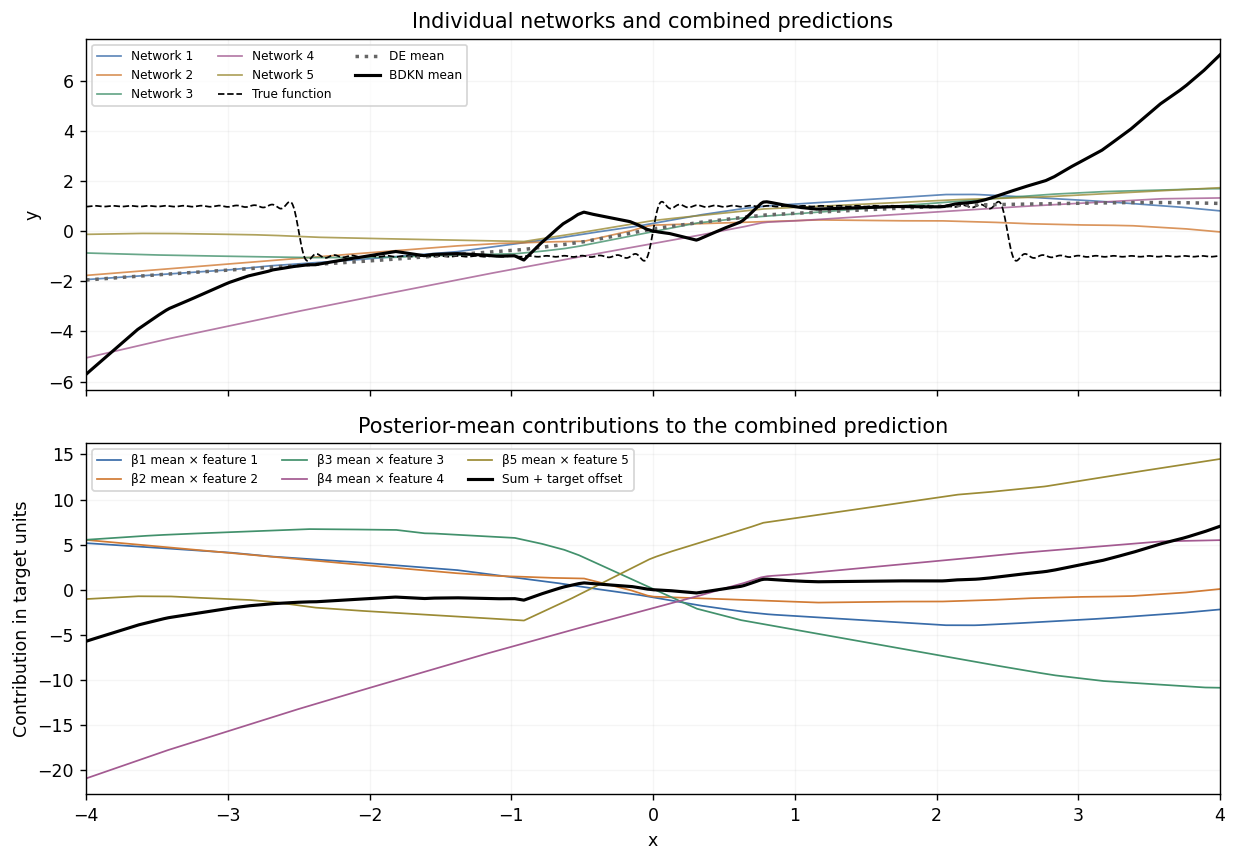 Individual networks and combined predictions
Network 1 Network 4 DE mean
Network 2 Network 5 BDKN mean
Network 3 True function
y
6
4
2
0
−2
−4
−6
Posterior-mean contributions to the combined prediction
β1 mean × feature 1 β3 mean × feature 3 β5 mean × feature 5
β2 mean × feature 2 β4 mean × feature 4 Sum + target offset
Contribution in target units
15
10
5
0
−5
−10
−15
−20
−4 −3 −2 −1 0 1 2 3 4
x